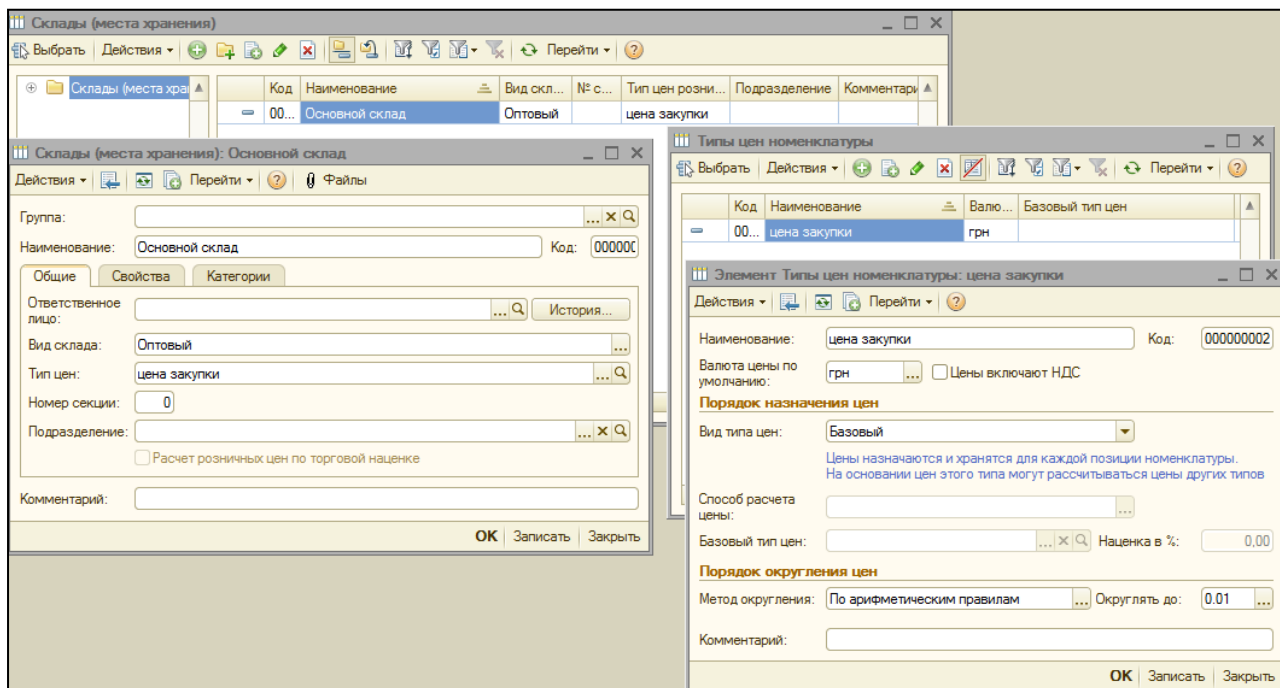 Склады (места хранения)
Выбрать Действия Перейти
Склады (места хра
Код Наименование Вид скл... № с... Тип цен розни... Подразделение Комментари
00... Основной склад Оптовый цена закупки
Склады (места хранения): Основной склад
Действия Перейти Файлы
Группа:
Наименование: Основной склад Код: 000000
Общие Свойства Категории
Ответственное лицо: История...
Вид склада: Оптовый
Тип цен: цена закупки
Номер секции: 0
Подразделение:
Расчет розничных цен по торговой наценке
Комментарий:
OK Записать Закрыть
Типы цен номенклатуры
Выбрать Действия Перейти
Код Наименование Валю... Базовый тип цен
00... цена закупки грн
Элемент Типы цен номенклатуры: цена закупки
Действия Перейти
Наименование: цена закупки Код: 000000002
Валюта цены по умолчанию: грн Цены включают НДС
Порядок назначения цен
Вид типа цен: Базовый
Цены назначаются и хранятся для каждой позиции номенклатуры.
На основании цен этого типа могут рассчитываться цены других типов
Способ расчета цены:
Базовый тип цен: Наценка в %: 0,00
Порядок округления цен
Метод округления: По арифметическим правилам Округлять до: 0.01
Комментарий:
OK Записать Закрыть